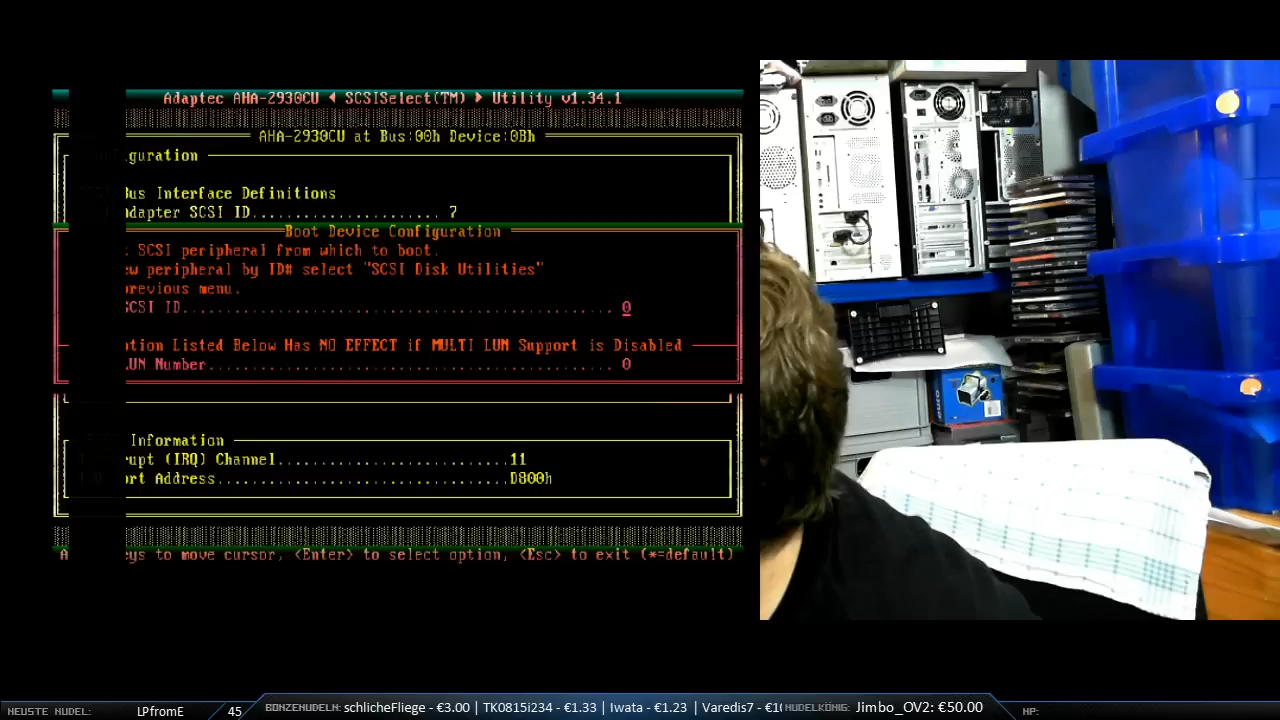 Adaptec AHA-2930CU ◄ SCSISelect(TM) ► Utility v1.34.1
AHA-2930CU at Bus:00h Device:0Bh
iguration
Bus Interface Definitions
dapter SCSI ID...................... 7
Boot Device Configuration
t SCSI peripheral from which to boot.
ew peripheral by ID# select "SCSI Disk Utilities"
previous menu.
SCSI ID....................................................... 0
tion Listed Below Has NO EFFECT if MULTI LUN Support is Disabled
LUN Number.................................................... 0
Information
rupt (IRQ) Channel..............................11
ort Address......................................D800h
A eys to move cursor, <Enter> to select option, <Esc> to exit (*=default)
HEUSTE NUDEL: LPfromE 45 BONZENUDELN: schlicheFliege - €3.00 | TK0815i234 - €1.33 | Iwata - €1.23 | Varedis7 - €1 NUDELKÖNIG: Jimbo_OV2: €50.00 HP: